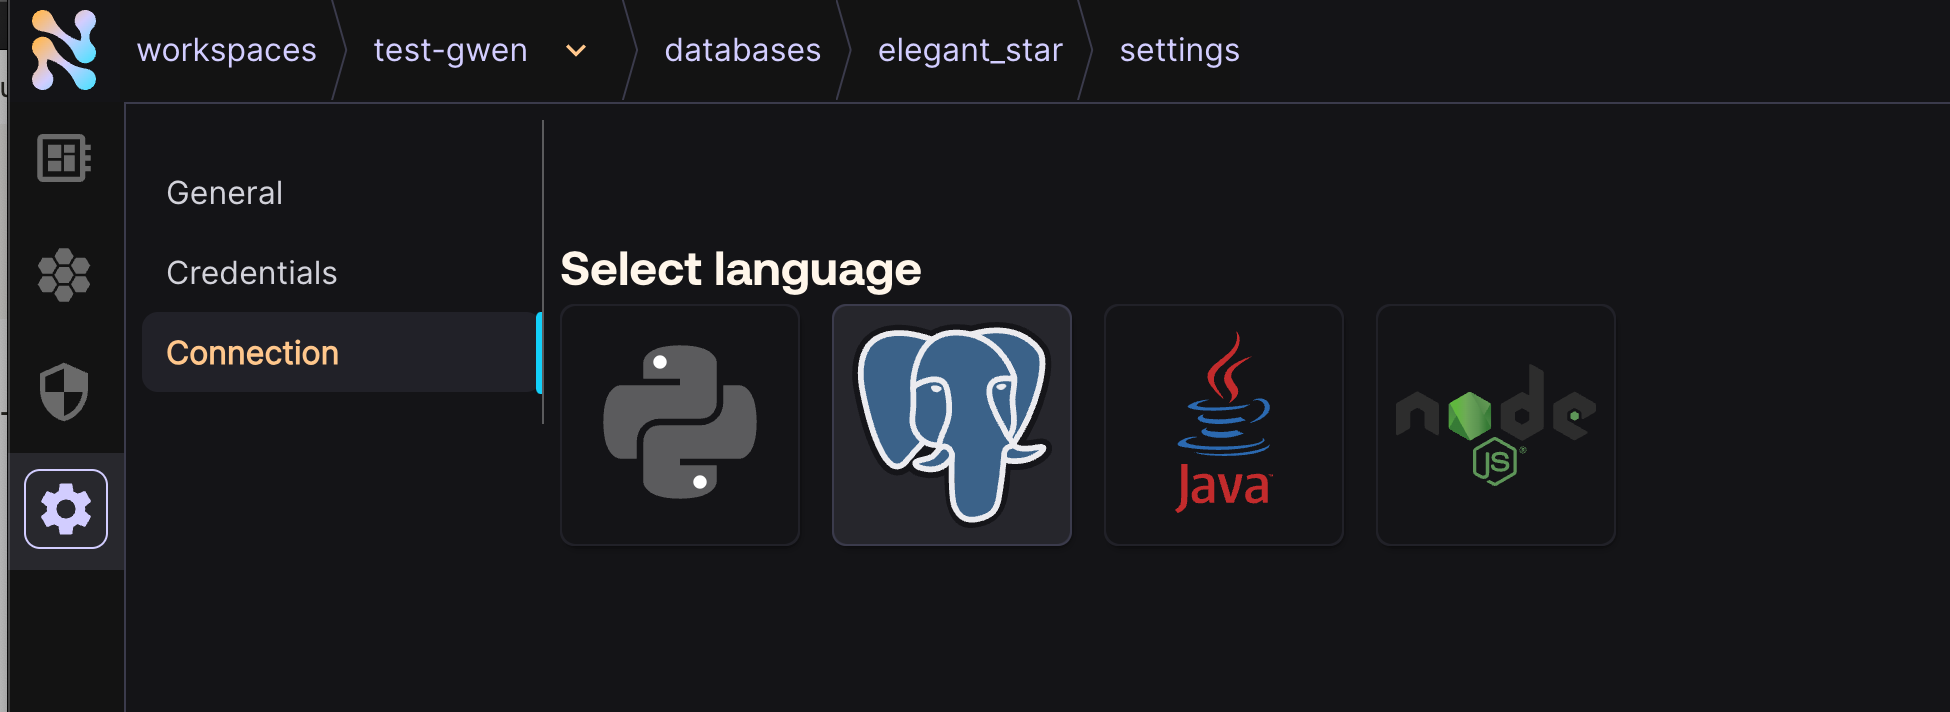 workspaces
test-gwen
databases
elegant_star
settings
General
Credentials
Connection
Select language
Java
node
JS